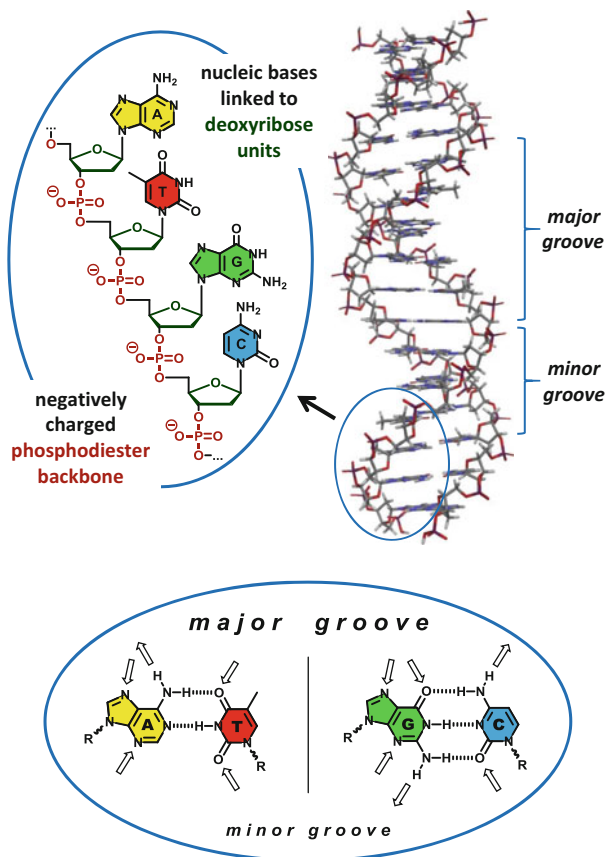 nucleic bases
linked to
deoxyribose
units
NH₂
N
N
A
N
N
...
O
O
O
⊖
O
P
O
O
O
N
NH
T
O
O
O
⊖
O
P
O
O
O
N
NH
G
N
N
NH₂
O
NH₂
⊖
O
P
O
O
O
N
C
N
O
O
⊖
O
P
O
O
...
negatively
charged
phosphodiester
backbone
major
groove
minor
groove
major groove
H
N
H
O
N
A
N
H
N
T
N
N
O
N
R
R
N
O
H
N
H
G
N
H
N
C
N
N
N
H
O
N
R
H
R
minor groove